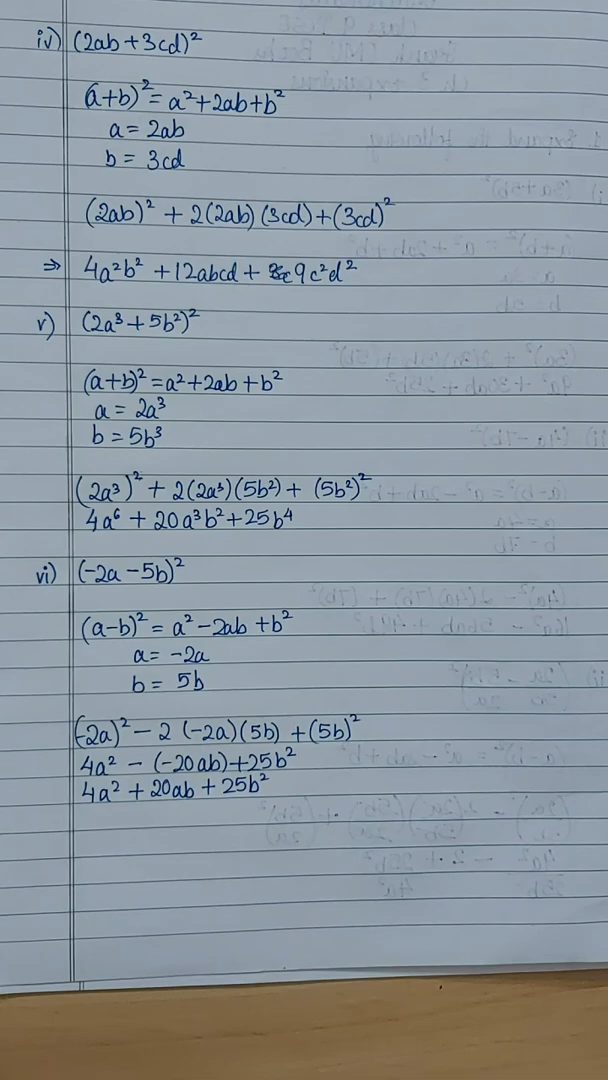 iv) (2ab + 3cd)²
(a+b)² = a² + 2ab + b²
a = 2ab
b = 3cd
(2ab)² + 2(2ab)(3cd) + (3cd)²
⇒ 4a²b² + 12abcd + 9c²d²
v) (2a³ + 5b²)²
(a+b)² = a² + 2ab + b²
a = 2a³
b = 5b³
(2a³)² + 2(2a³)(5b²) + (5b²)²
4a⁶ + 20a³b² + 25b⁴
vi) (-2a - 5b)²
(a-b)² = a² - 2ab + b²
a = -2a
b = 5b
(-2a)² - 2 (-2a)(5b) + (5b)²
4a² - (-20ab) + 25b²
4a² + 20ab + 25b²